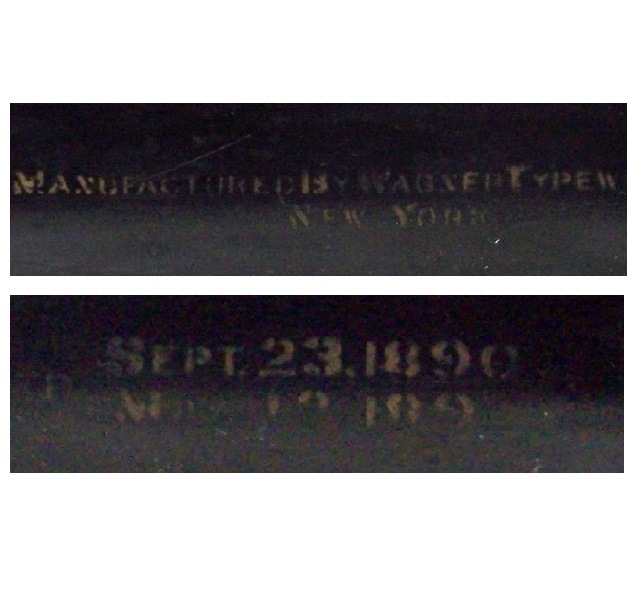 MANUFACTURED BY WAGNER TYPEW
NEW YORK
SEPT. 23. 1890